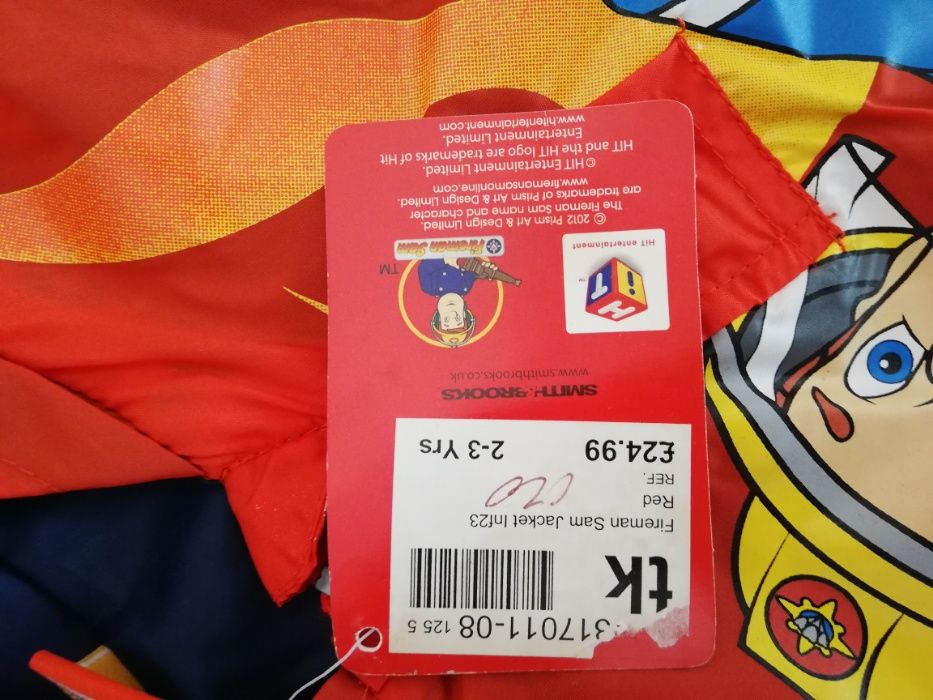 317011-08 125 5
tk
Fireman Sam Jacket Inf23
Red
REF.
£24.99 2-3 Yrs
SMITH&BROOKS
www.smithbrooks.co.uk
HiT
TM
HiT entertainment
Fireman Sam
TM
© 2012 Prism Art & Design Limited.
The Fireman Sam name and character
are trademarks of Prism Art & Design Limited.
www.firemansamonline.com
© HIT Entertainment Limited.
HIT and the HIT logo are trademarks of Hit
Entertainment Limited.
www.hitentertainment.com